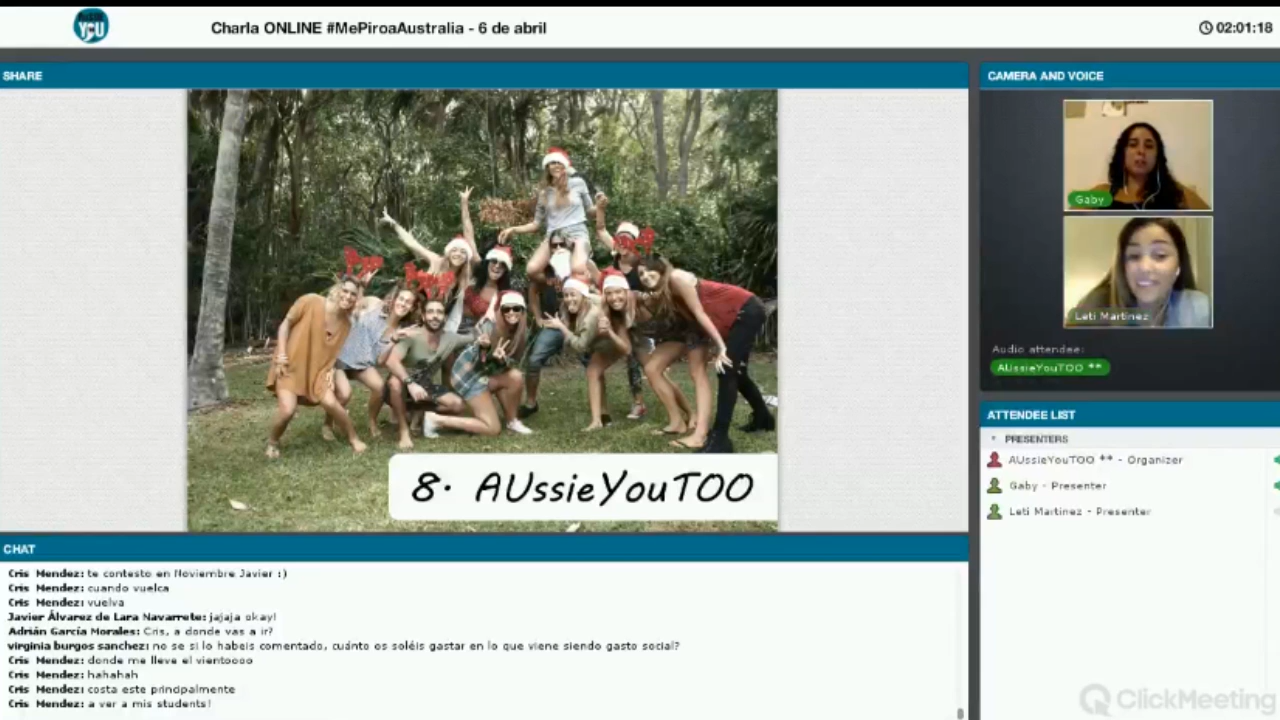 YOU
Charla ONLINE #MePiroaAustralia - 6 de abril
02:01:18
SHARE
CAMERA AND VOICE
Gaby
Leti Martinez
Audio attendee:
AUssieYouTOO **
8. AUssieYouTOO
ATTENDEE LIST
PRESENTERS
AUssieYouTOO ** - Organizer
Gaby - Presenter
Leti Martinez - Presenter
CHAT
Cris Mendez: te contesto en Noviembre Javier :)
Cris Mendez: cuando vuelca
Cris Mendez: vuelva
Javier Álvarez de Lara Navarrete: jajaja okay!
Adrián García Morales: Cris, a donde vas a ir?
virginia burgos sanchez: no se si lo habeis comentado, cuánto os soléis gastar en lo que viene siendo gasto social?
Cris Mendez: donde me lleve el vientoooo
Cris Mendez: hahahah
Cris Mendez: costa este principalmente
Cris Mendez: a ver a mis students!
ClickMeeting